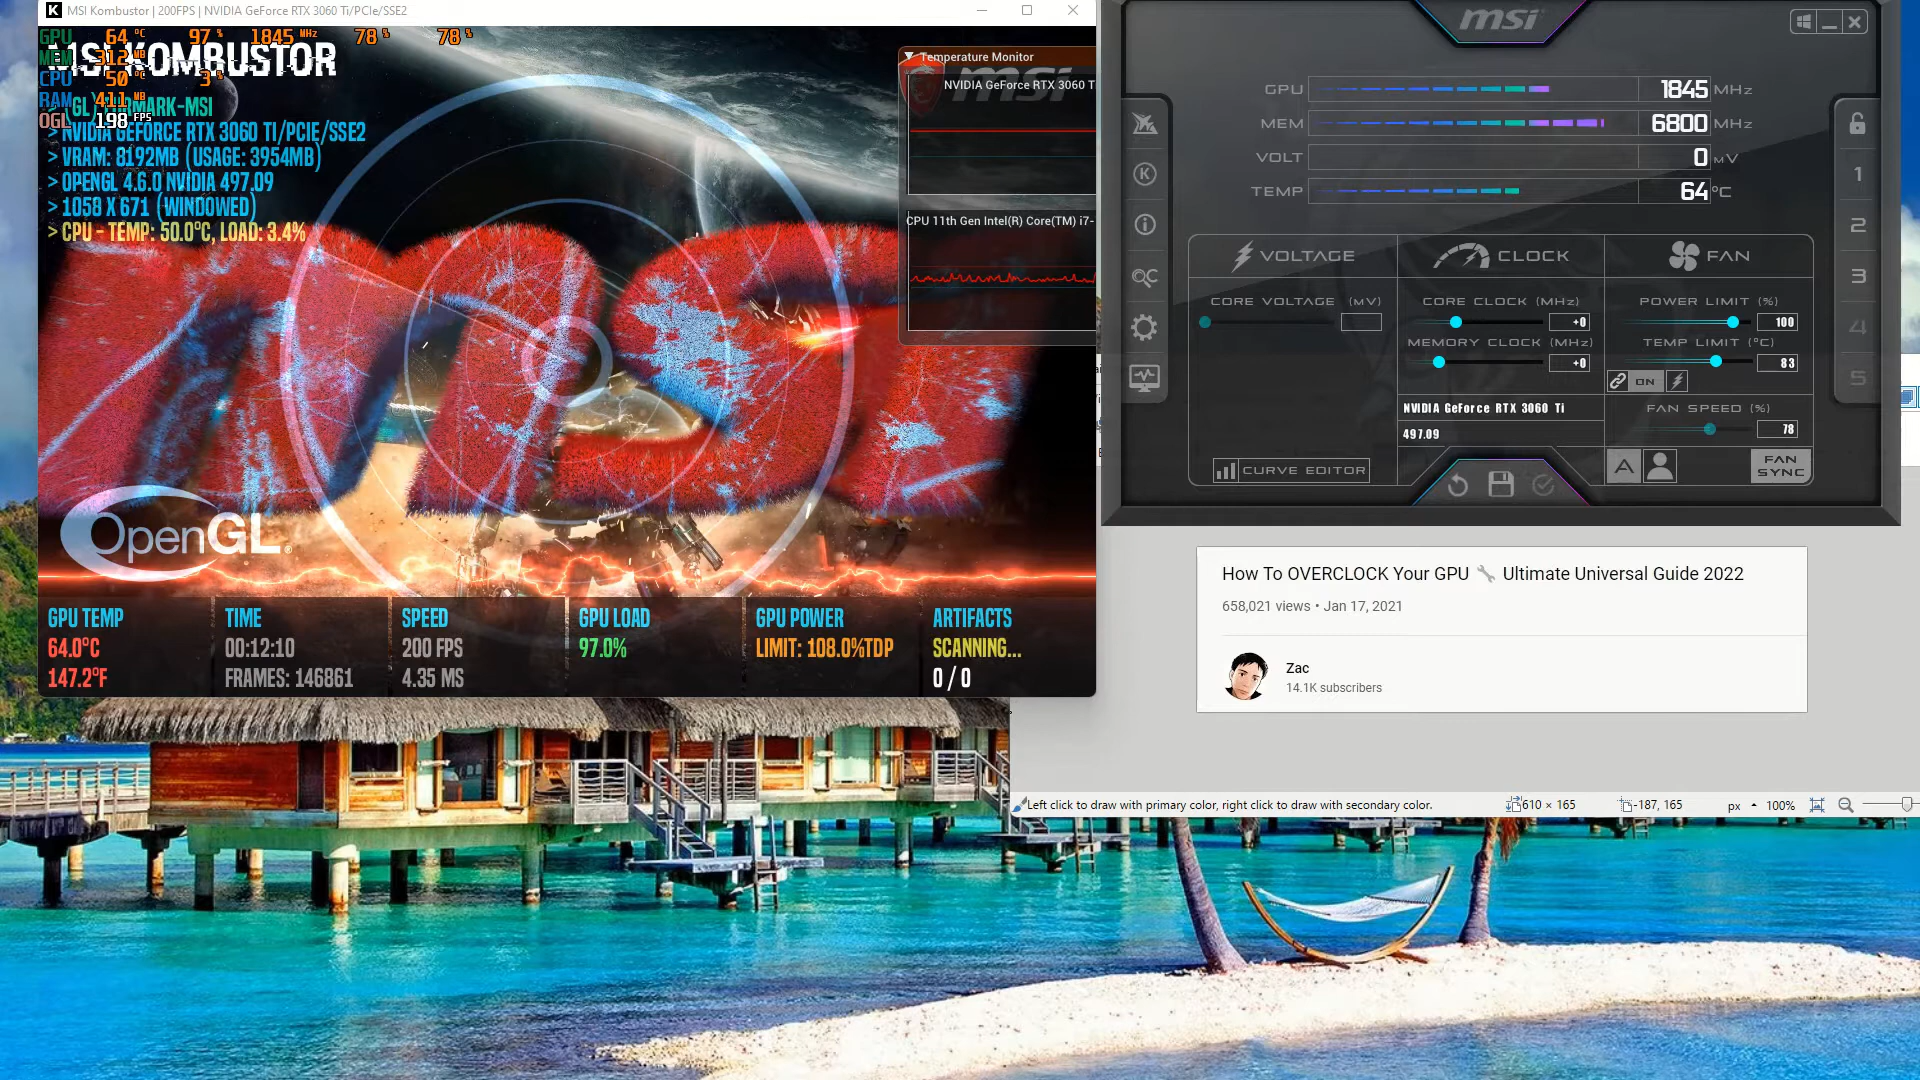 MSI Kombustor | 200FPS | NVIDIA GeForce RTX 3060 Ti/PCIe/SSE2
GPU 64 °C 97 % 1845 MHz 78 % 78 %
MEM 312 MB
CPU 50 °C 3 %
RAM 411 MB
OGL 198 FPS
MSI KOMBUSTOR
> NVIDIA GEFORCE RTX 3060 TI/PCIE/SSE2
> VRAM: 8192MB (USAGE: 3954MB)
> OPENGL 4.6.0 NVIDIA 497.09
> 1058 X 671 (WINDOWED)
> CPU - TEMP: 50.0°C, LOAD: 3.4%
Temperature Monitor
NVIDIA GeForce RTX 3060 T
CPU 11th Gen Intel(R) Core(TM) i7-
OpenGL
GPU TEMP
64.0°C
147.2°F
TIME
00:12:10
FRAMES: 146861
SPEED
200 FPS
4.35 MS
GPU LOAD
97.0%
GPU POWER
LIMIT: 108.0%TDP
ARTIFACTS
SCANNING...
0 / 0
msi
GPU 1845 MHz
MEM 6800 MHz
VOLT 0 mV
TEMP 64 °C
K
OC
1
2
3
4
5
VOLTAGE
CORE VOLTAGE (MV)
CURVE EDITOR
CLOCK
CORE CLOCK (MHz)
+0
MEMORY CLOCK (MHz)
+0
NVIDIA GeForce RTX 3060 Ti
497.09
FAN
POWER LIMIT (%)
100
TEMP LIMIT (°C)
83
ON
FAN SPEED (%)
78
A
FAN SYNC
How To OVERCLOCK Your GPU 🔧 Ultimate Universal Guide 2022
658,021 views • Jan 17, 2021
Zac
14.1K subscribers
Left click to draw with primary color, right click to draw with secondary color.
610 × 165
-187, 165
px
100%